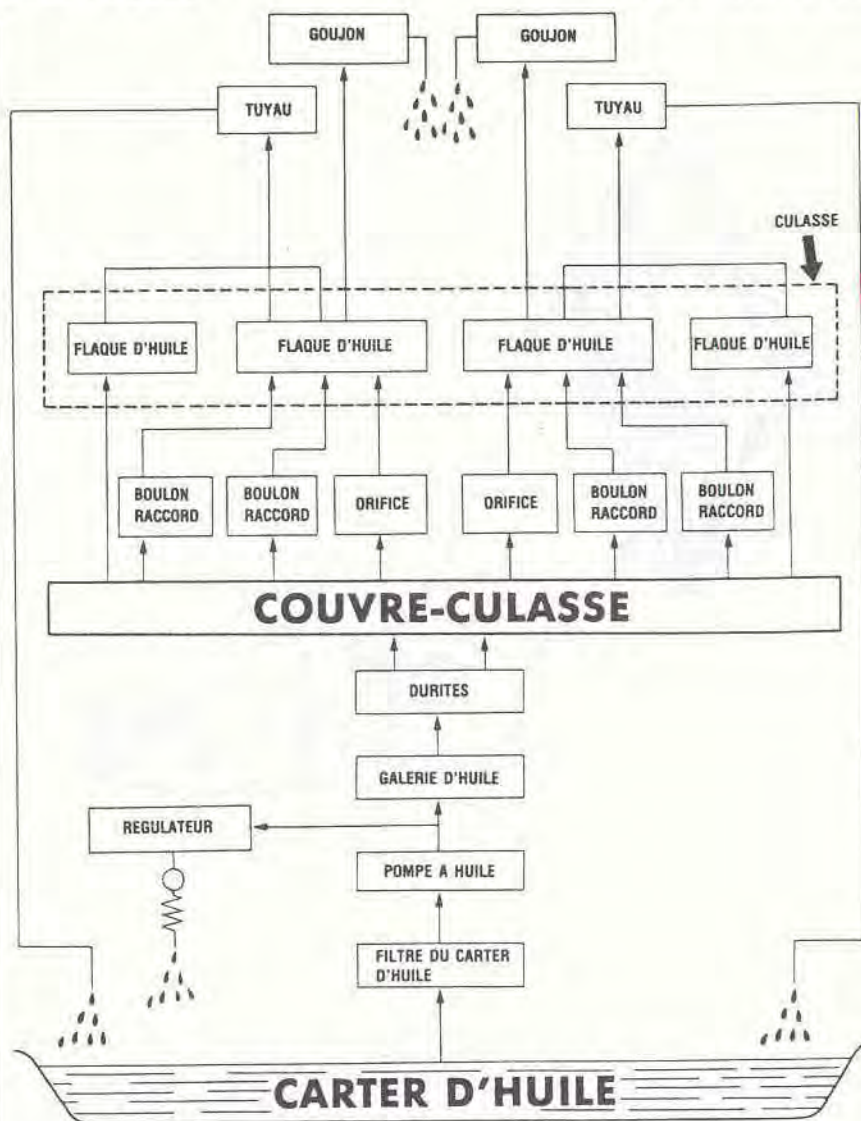 GOUJON
GOUJON
TUYAU
TUYAU
CULASSE
FLAQUE D'HUILE
FLAQUE D'HUILE
FLAQUE D'HUILE
FLAQUE D'HUILE
BOULON
RACCORD
BOULON
RACCORD
ORIFICE
ORIFICE
BOULON
RACCORD
BOULON
RACCORD
COUVRE-CULASSE
DURITES
GALERIE D'HUILE
REGULATEUR
POMPE A HUILE
FILTRE DU CARTER
D'HUILE
CARTER D'HUILE